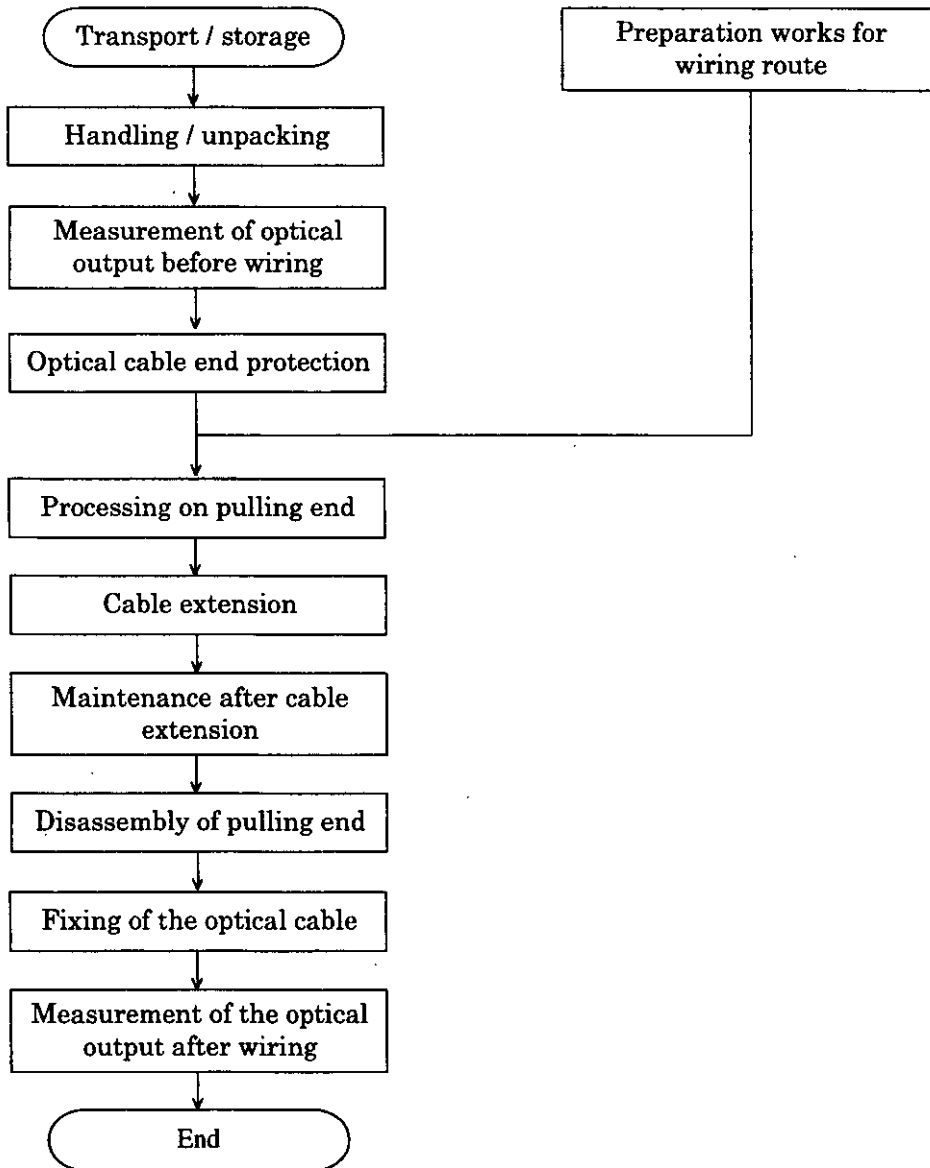 Transport / storage
Preparation works for
wiring route
Handling / unpacking
Measurement of optical
output before wiring
Optical cable end protection
Processing on pulling end
Cable extension
Maintenance after cable
extension
Disassembly of pulling end
Fixing of the optical cable
Measurement of the optical
output after wiring
End